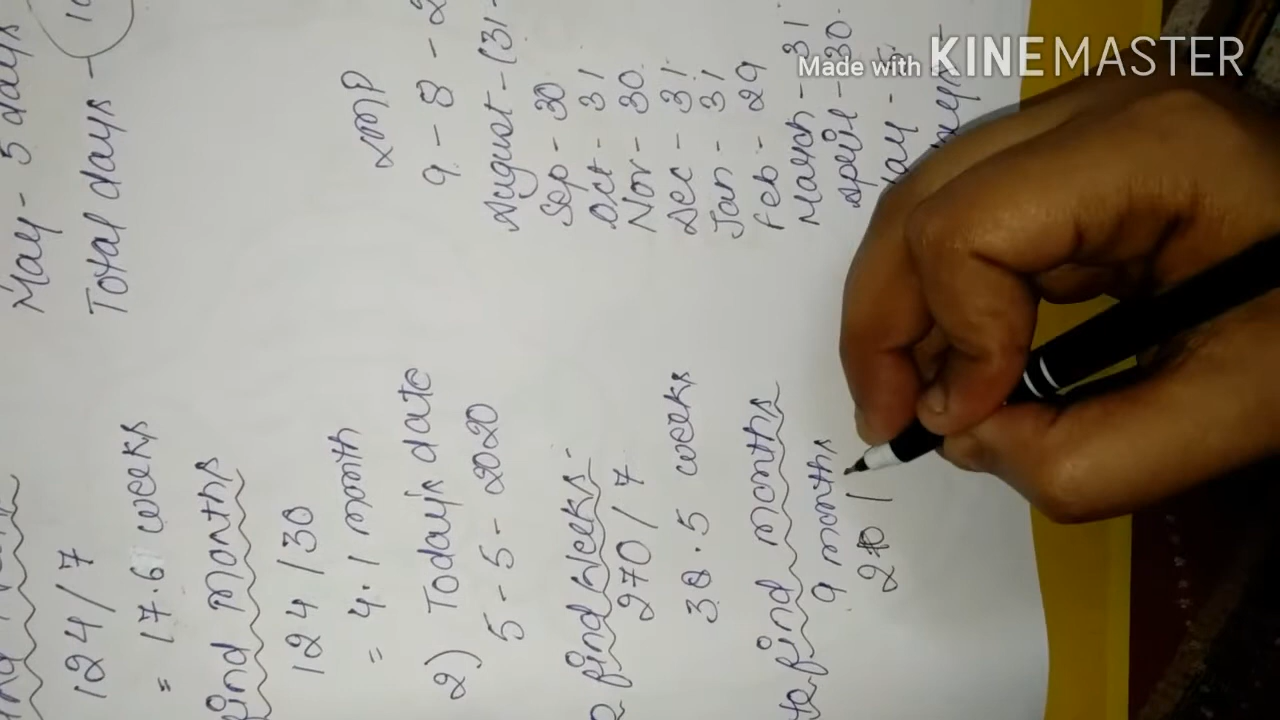 May - 5 days
Total days -
124/7
= 17.6 weeks
find months
124/30
= 4.1 month
2) Today's date
5-5-2020
LMP
9-8-2
August - (31-
Sep - 30
Oct - 31
Nov - 30
Dec - 31
Jan - 31
Feb - 29
March - 31
April - 30
find weeks
270/7
38.5 weeks
to find months
9 months
270/
Made with KINEMASTER